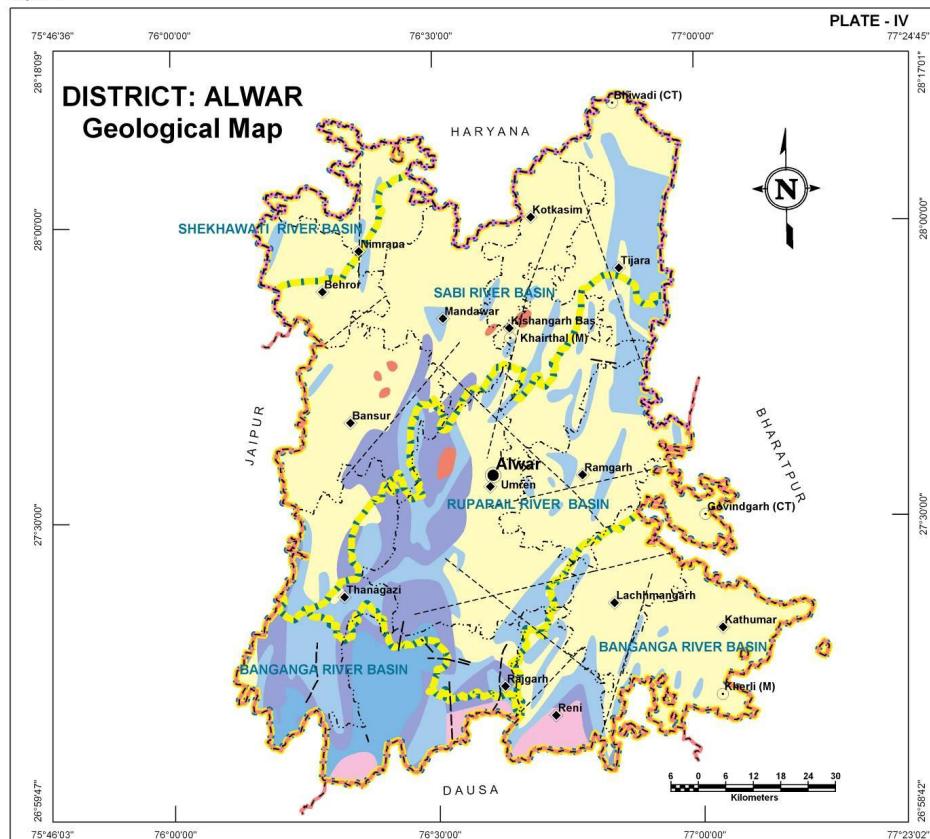 PLATE - IV
75°46'36"
76°00'00"
76°30'00"
77°00'00"
77°24'45"
28°18'09"
28°17'01"
DISTRICT: ALWAR
Geological Map
Bhiwadi (CT)
HARYANA
N
Kotkasim
28°00'00"
28°00'00"
SHEKHAWATI RIVER BASIN
Nimrana
Tijara
Behror
SABI RIVER BASIN
Mandawar
Kishangarh Bas
Khairthal (M)
JAIPUR
BHARATPUR
Bansur
Alwar
Ramgarh
Umren
RUPARAIL RIVER BASIN
Govindgarh (CT)
27°30'00"
27°30'00"
Thanagazi
Lachhmangarh
Kathumar
BANGANGA RIVER BASIN
BANGANGA RIVER BASIN
Rajgarh
Kherli (M)
Reni
DAUSA
6 0 6 12 18 24 30
Kilometers
26°59'47"
26°58'42"
75°46'03"
76°00'00"
76°30'00"
77°00'00"
77°23'02"